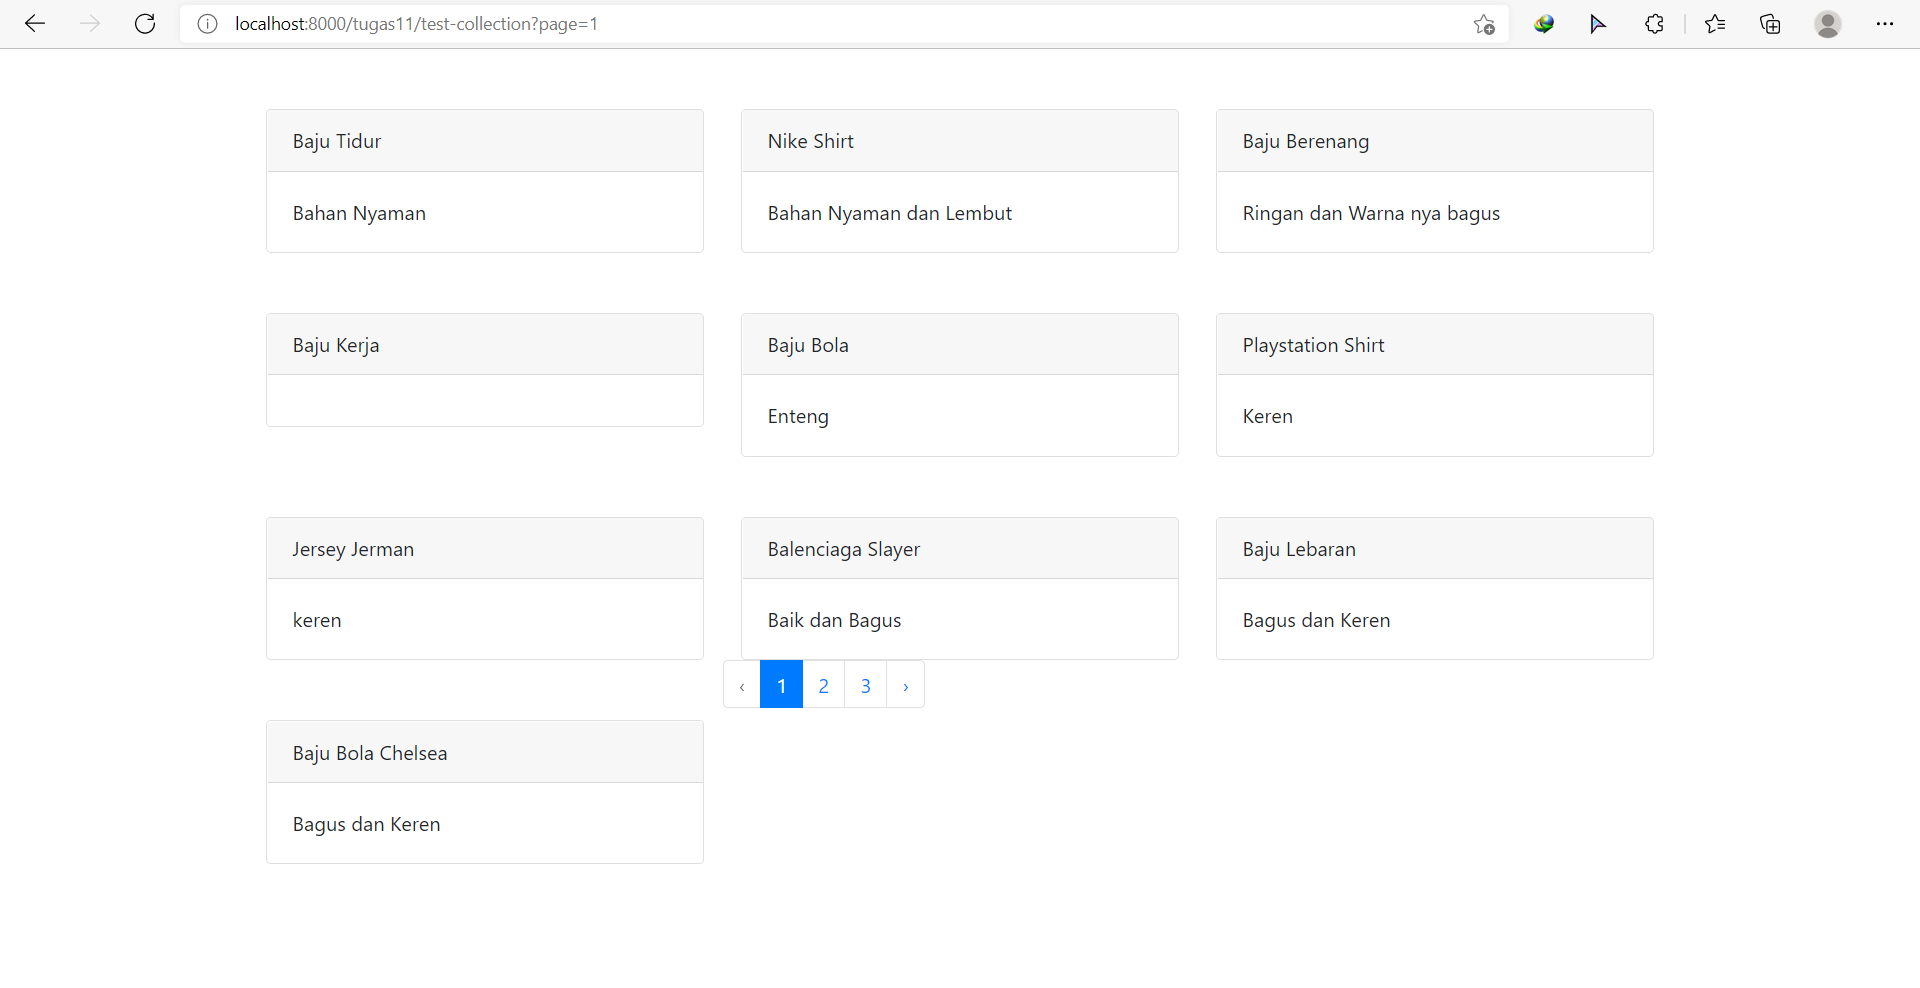 localhost:8000/tugas11/test-collection?page=1
Baju Tidur
Bahan Nyaman
Nike Shirt
Bahan Nyaman dan Lembut
Baju Berenang
Ringan dan Warna nya bagus
Baju Kerja
Baju Bola
Enteng
Playstation Shirt
Keren
Jersey Jerman
keren
Balenciaga Slayer
Baik dan Bagus
Baju Lebaran
Bagus dan Keren
‹ 1 2 3 ›
Baju Bola Chelsea
Bagus dan Keren